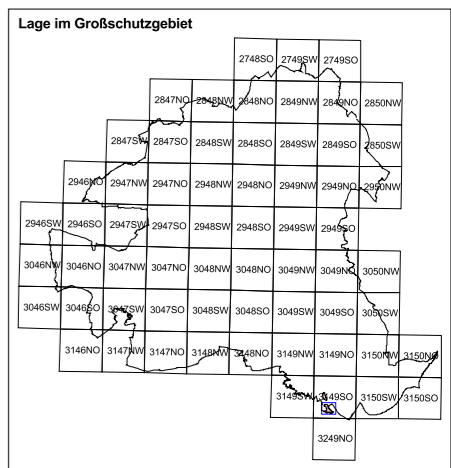 Lage im Großschutzgebiet
2748SO 2749SW 2749SO
2847NO 2848NW 2848NO 2849NW 2849NO 2850NW
2847SW 2847SO 2848SW 2848SO 2849SW 2849SO 2850SW
2946NO 2947NW 2947NO 2948NW 2948NO 2949NW 2949NO 2950NW
2946SW 2946SO 2947SW 2947SO 2948SW 2948SO 2949SW 2949SO
3046NW 3046NO 3047NW 3047NO 3048NW 3048NO 3049NW 3049NO 3050NW
3046SW 3046SO 3047SW 3047SO 3048SW 3048SO 3049SW 3049SO 3050SW
3146NO 3147NW 3147NO 3148NW 3148NO 3149NW 3149NO 3150NW 3150NO
3149SW 3149SO 3150SW 3150SO
3249NO